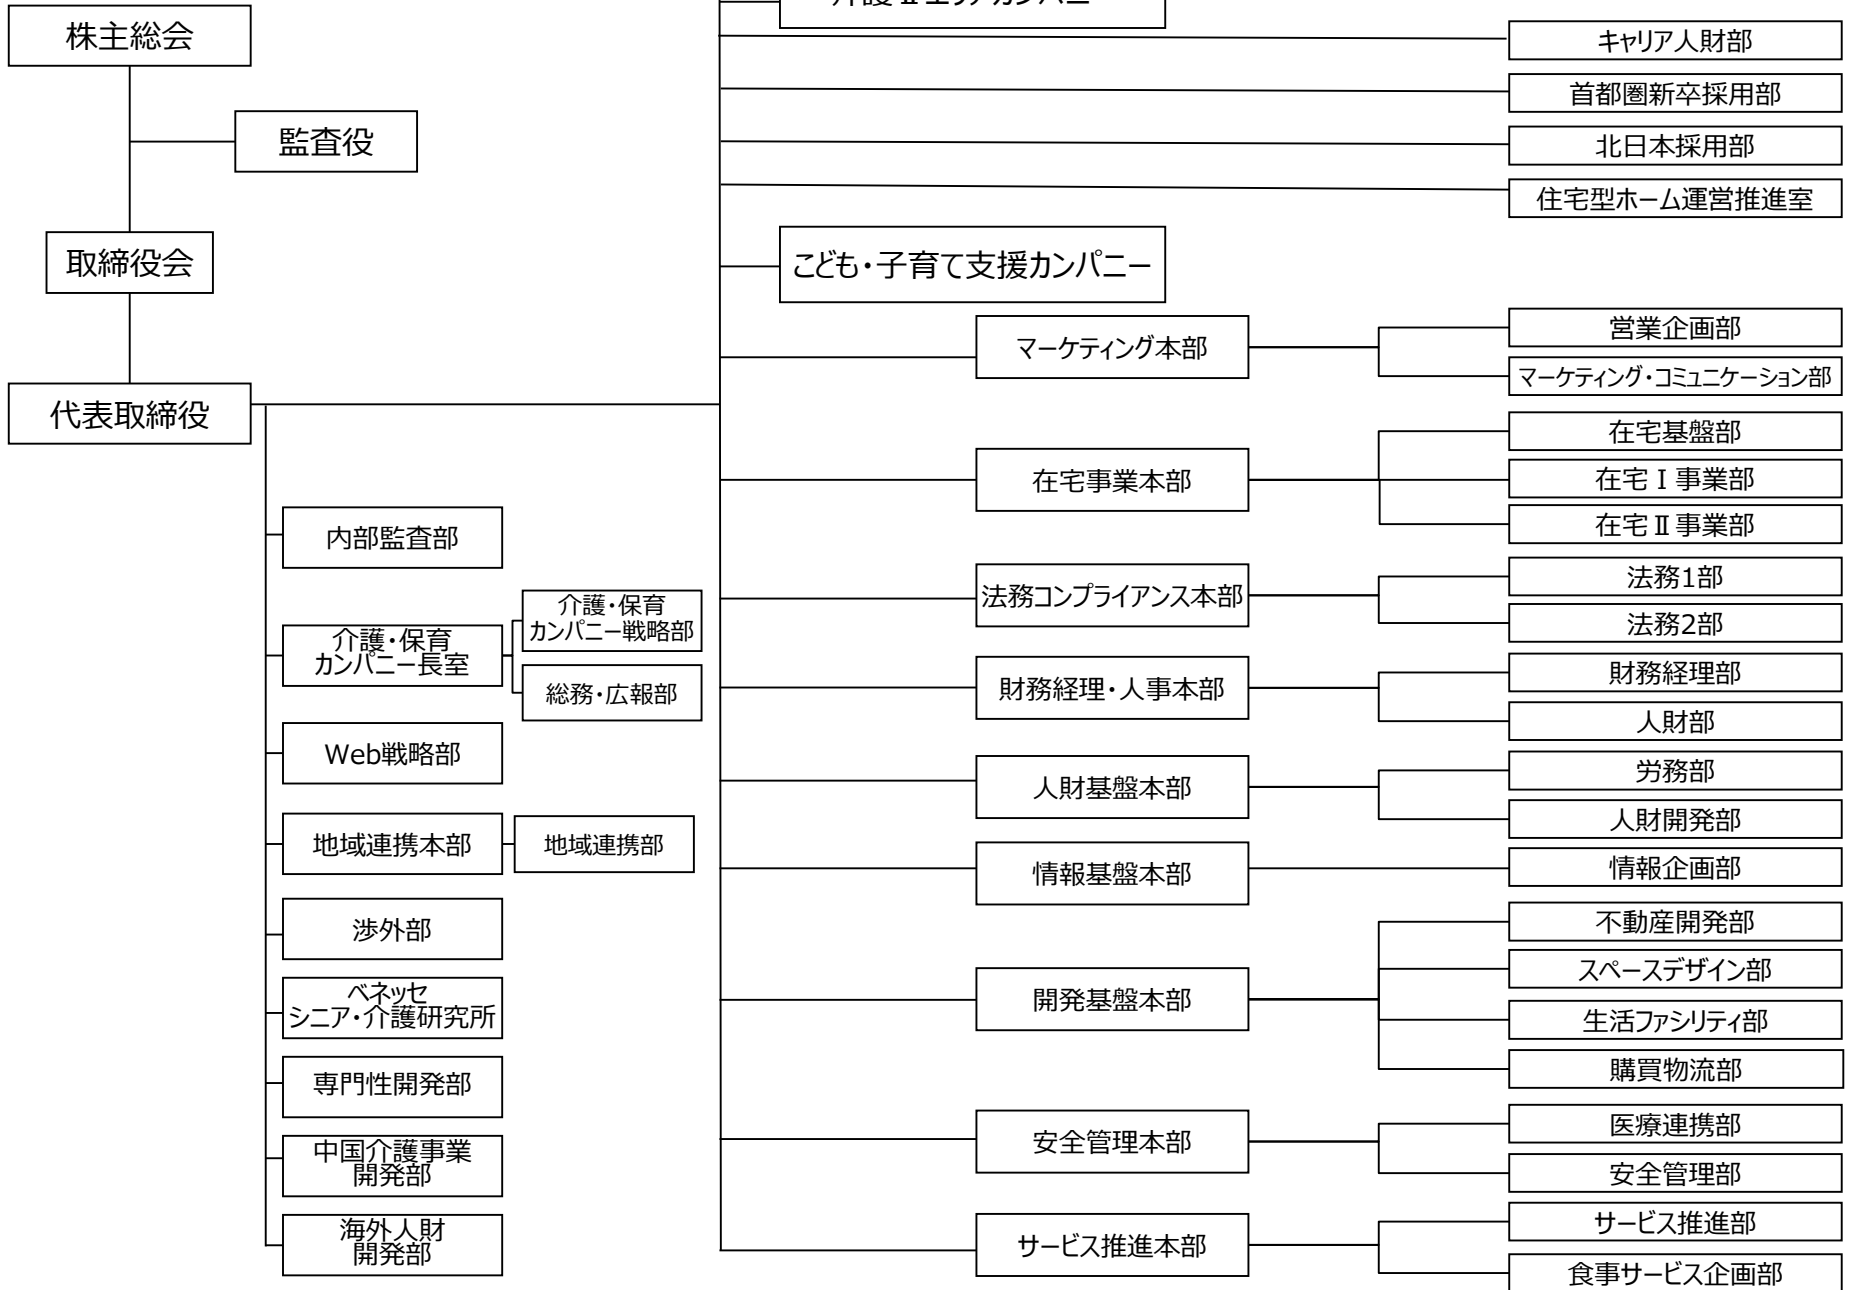 介護Ⅱエリアカンパニー
株主総会
監査役
取締役会
代表取締役
内部監査部
介護・保育
カンパニー長室
介護・保育
カンパニー戦略部
総務・広報部
Web戦略部
地域連携本部
地域連携部
渉外部
ベネッセ
シニア・介護研究所
専門性開発部
中国介護事業
開発部
海外人財
開発部
キャリア人財部
首都圏新卒採用部
北日本採用部
住宅型ホーム運営推進室
こども・子育て支援カンパニー
マーケティング本部
営業企画部
マーケティング・コミュニケーション部
在宅事業本部
在宅基盤部
在宅Ⅰ事業部
在宅Ⅱ事業部
法務コンプライアンス本部
法務1部
法務2部
財務経理・人事本部
財務経理部
人財部
人財基盤本部
労務部
人財開発部
情報基盤本部
情報企画部
開発基盤本部
不動産開発部
スペースデザイン部
生活ファシリティ部
購買物流部
安全管理本部
医療連携部
安全管理部
サービス推進本部
サービス推進部
食事サービス企画部